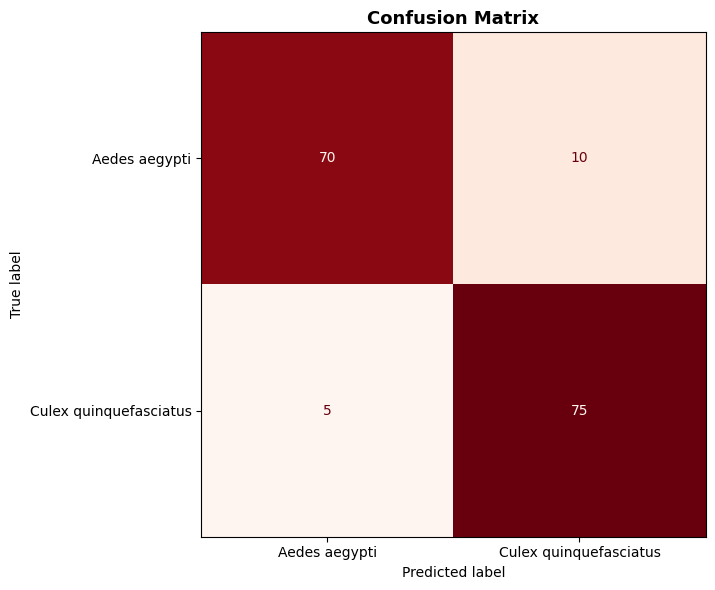 Confusion Matrix
True label
Aedes aegypti
70
10
Culex quinquefasciatus
5
75
Aedes aegypti
Culex quinquefasciatus
Predicted label